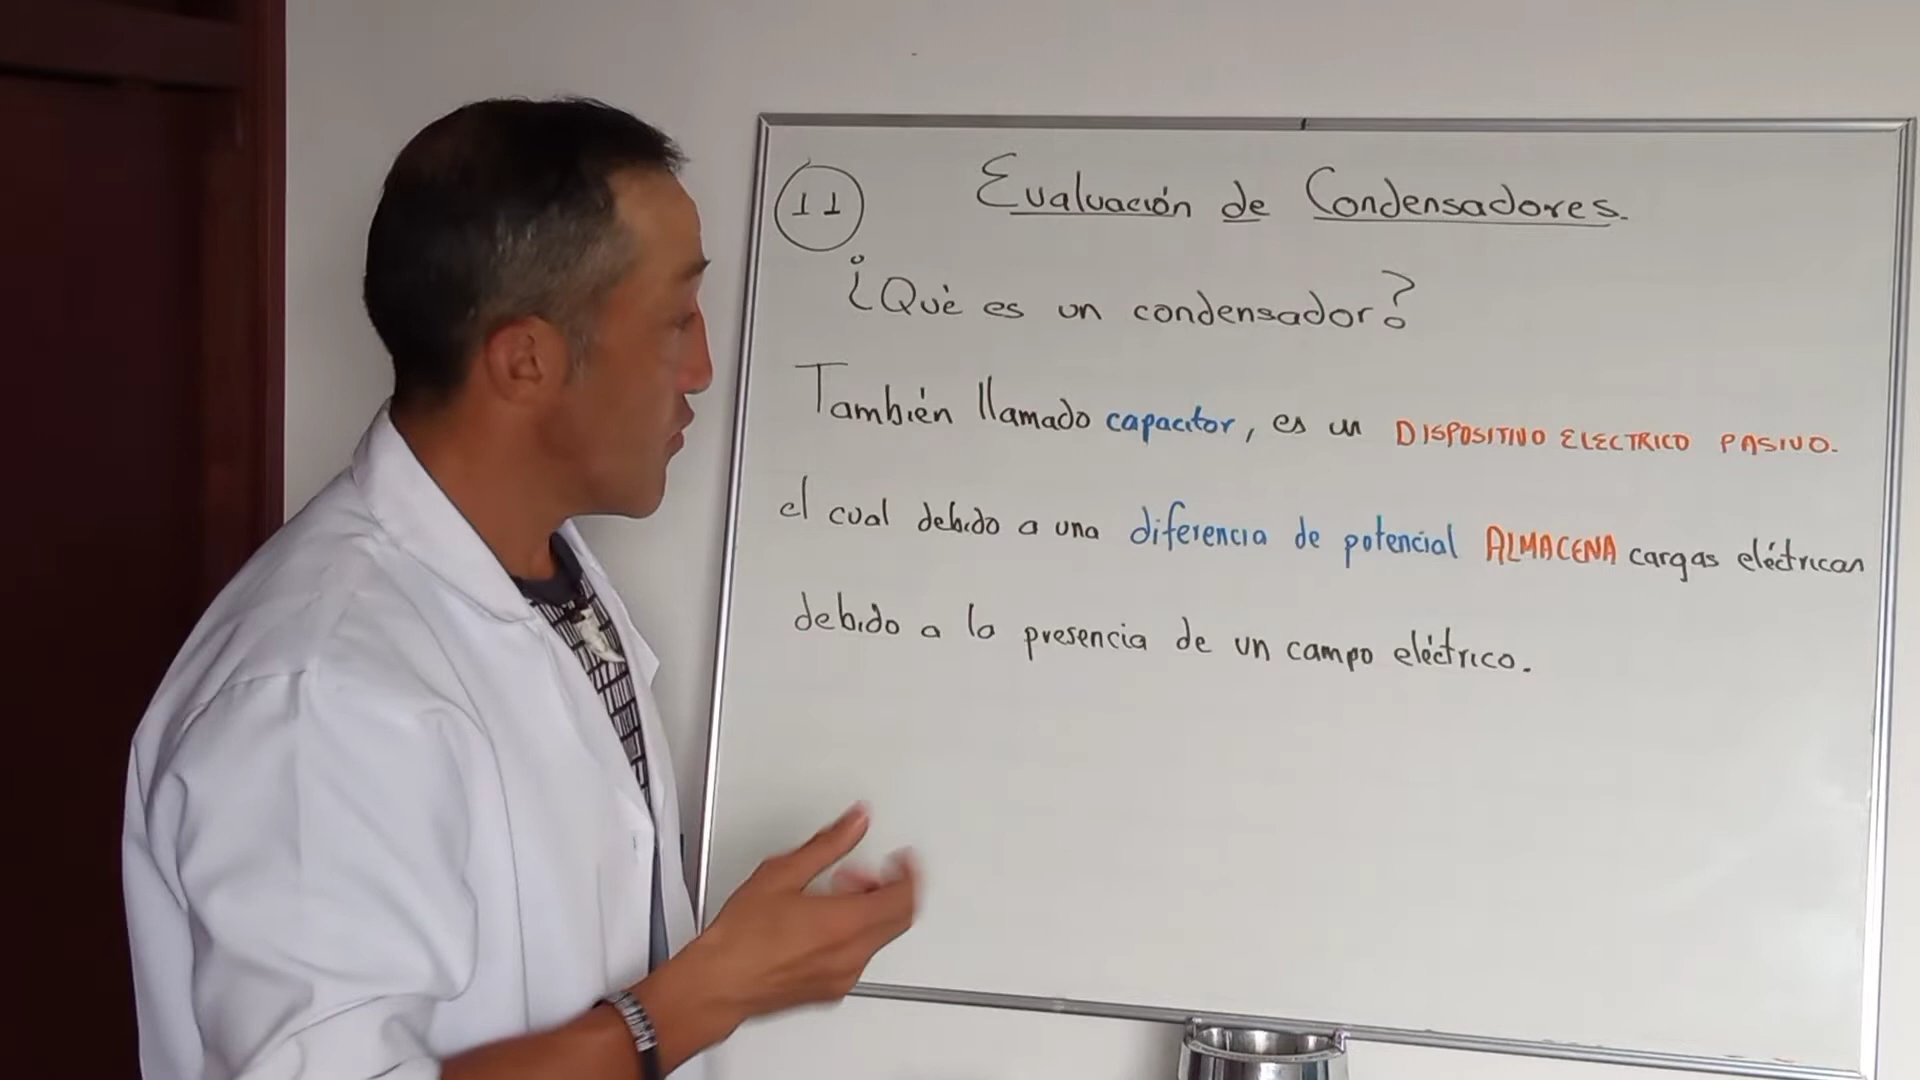 11
Evaluación de Condensadores.
¿Qué es un condensador?
También llamado capacitor, es un DISPOSITIVO ELECTRICO PASIVO.
el cual debido a una diferencia de potencial ALMACENA cargas eléctricas
debido a la presencia de un campo eléctrico.